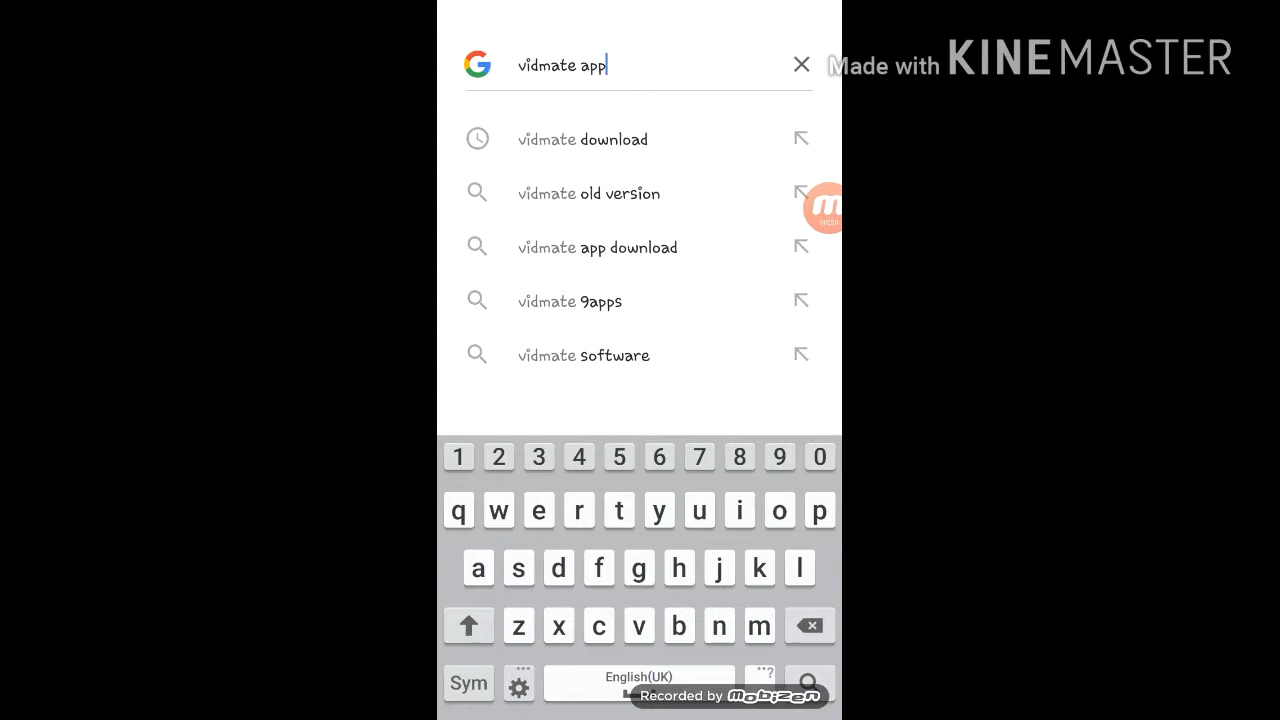 vidmate app
Made with KINEMASTER
vidmate download
vidmate old version
vidmate app download
vidmate 9apps
vidmate software
1 2 3 4 5 6 7 8 9 0
q w e r t y u i o p
a s d f g h j k l
z x c v b n m
Sym
English(UK)
Recorded by mobizen